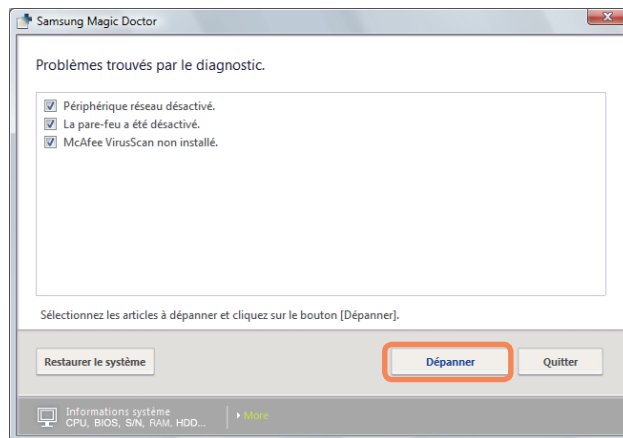 Samsung Magic Doctor
Problèmes trouvés par le diagnostic.
Périphérique réseau désactivé.
La pare-feu a été désactivé.
McAfee VirusScan non installé.
Sélectionnez les articles à dépanner et cliquez sur le bouton [Dépanner].
Restaurer le système
Dépanner
Quitter
Informations système
CPU, BIOS, S/N, RAM, HDD...
More